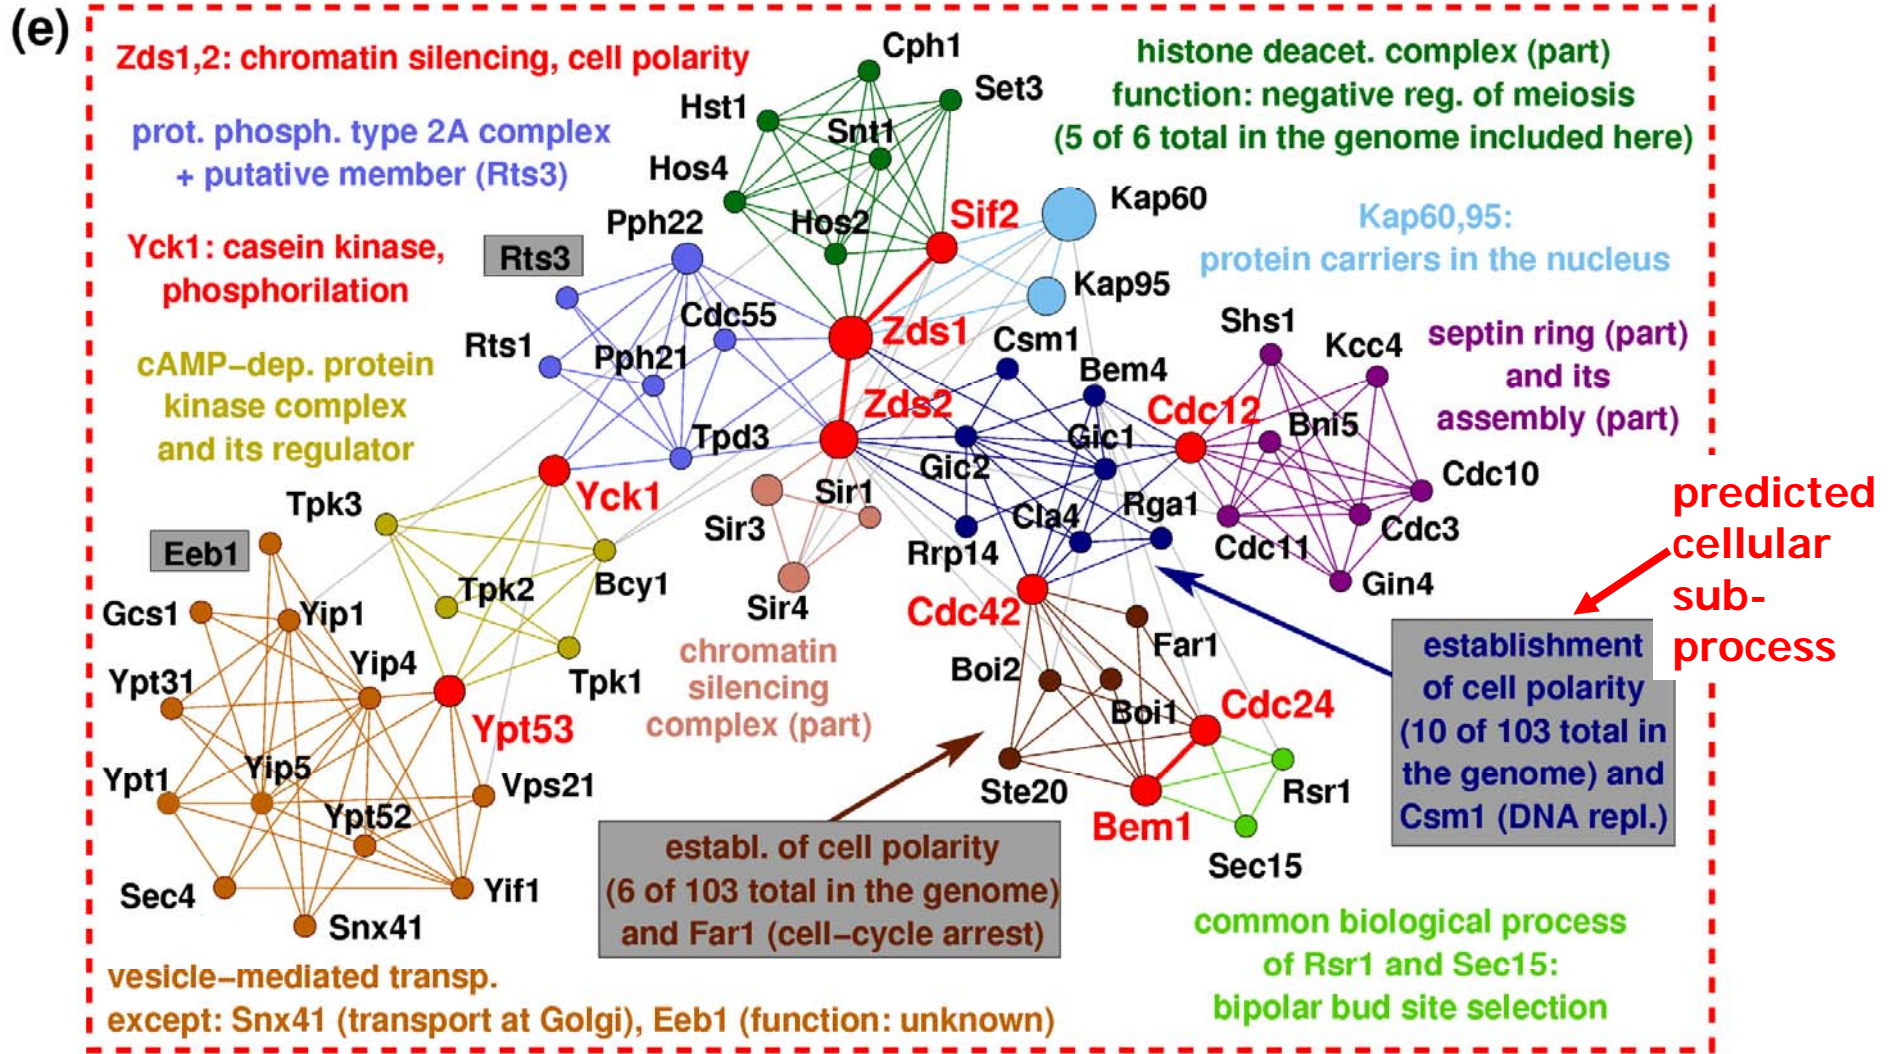 (e)
Zds1,2: chromatin silencing, cell polarity
prot. phosph. type 2A complex
+ putative member (Rts3)
Yck1: casein kinase,
phosphorilation
cAMP−dep. protein
kinase complex
and its regulator
histone deacet. complex (part)
function: negative reg. of meiosis
(5 of 6 total in the genome included here)
Kap60,95:
protein carriers in the nucleus
septin ring (part)
and its
assembly (part)
predicted
cellular
sub-
process
establishment
of cell polarity
(10 of 103 total in
the genome) and
Csm1 (DNA repl.)
chromatin
silencing
complex (part)
establ. of cell polarity
(6 of 103 total in the genome)
and Far1 (cell−cycle arrest)
common biological process
of Rsr1 and Sec15:
bipolar bud site selection
vesicle−mediated transp.
except: Snx41 (transport at Golgi), Eeb1 (function: unknown)
Cph1
Set3
Hst1
Snt1
Hos4
Hos2
Sif2
Kap60
Kap95
Pph22
Rts3
Cdc55
Rts1
Pph21
Tpd3
Zds1
Zds2
Csm1
Bem4
Shs1
Kcc4
Cdc12
Bni5
Gic1
Gic2
Cdc10
Yck1
Tpk3
Sir1
Sir3
Sir4
Cla4
Rga1
Rrp14
Cdc11
Cdc3
Gin4
Eeb1
Tpk2
Bcy1
Gcs1
Yip1
Yip4
Tpk1
Cdc42
Far1
Boi2
Boi1
Cdc24
Ypt31
Ypt53
Ypt1
Yip5
Ypt52
Vps21
Ste20
Bem1
Rsr1
Sec15
Sec4
Snx41
Yif1